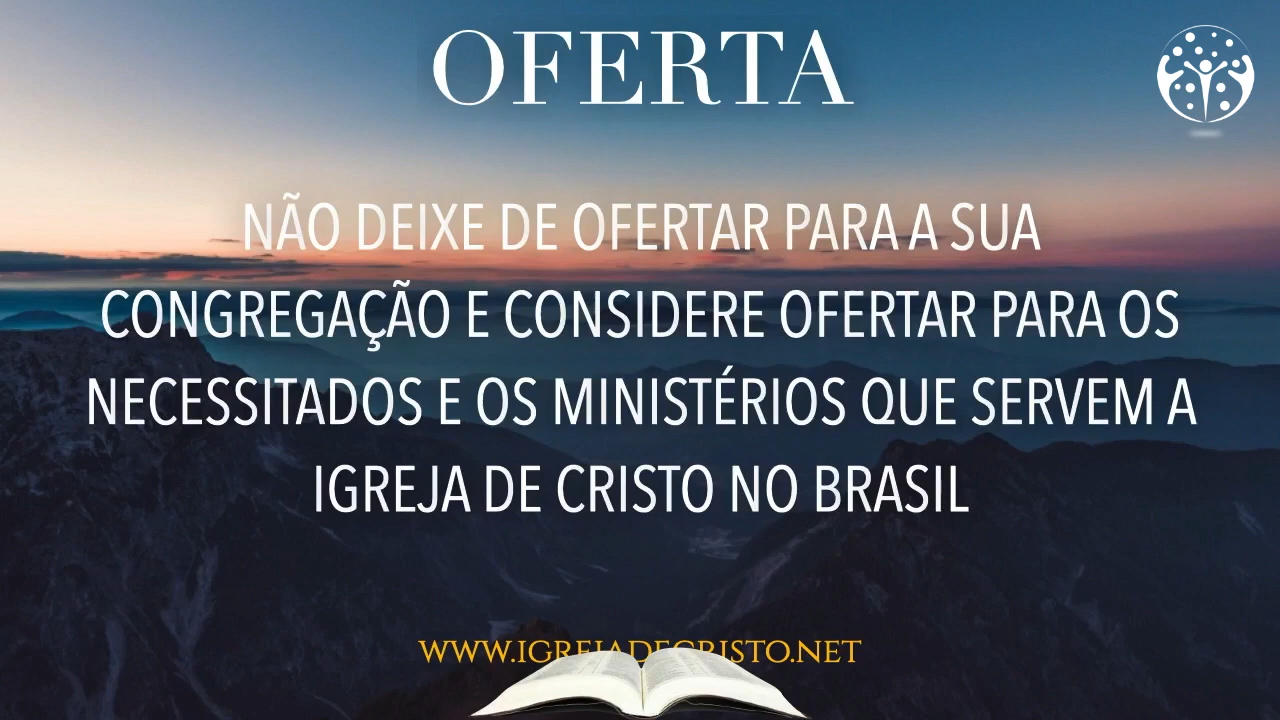 OFERTA
NÃO DEIXE DE OFERTAR PARA A SUA
CONGREGAÇÃO E CONSIDERE OFERTAR PARA OS
NECESSITADOS E OS MINISTÉRIOS QUE SERVEM A
IGREJA DE CRISTO NO BRASIL
WWW.IGREJADECRISTO.NET